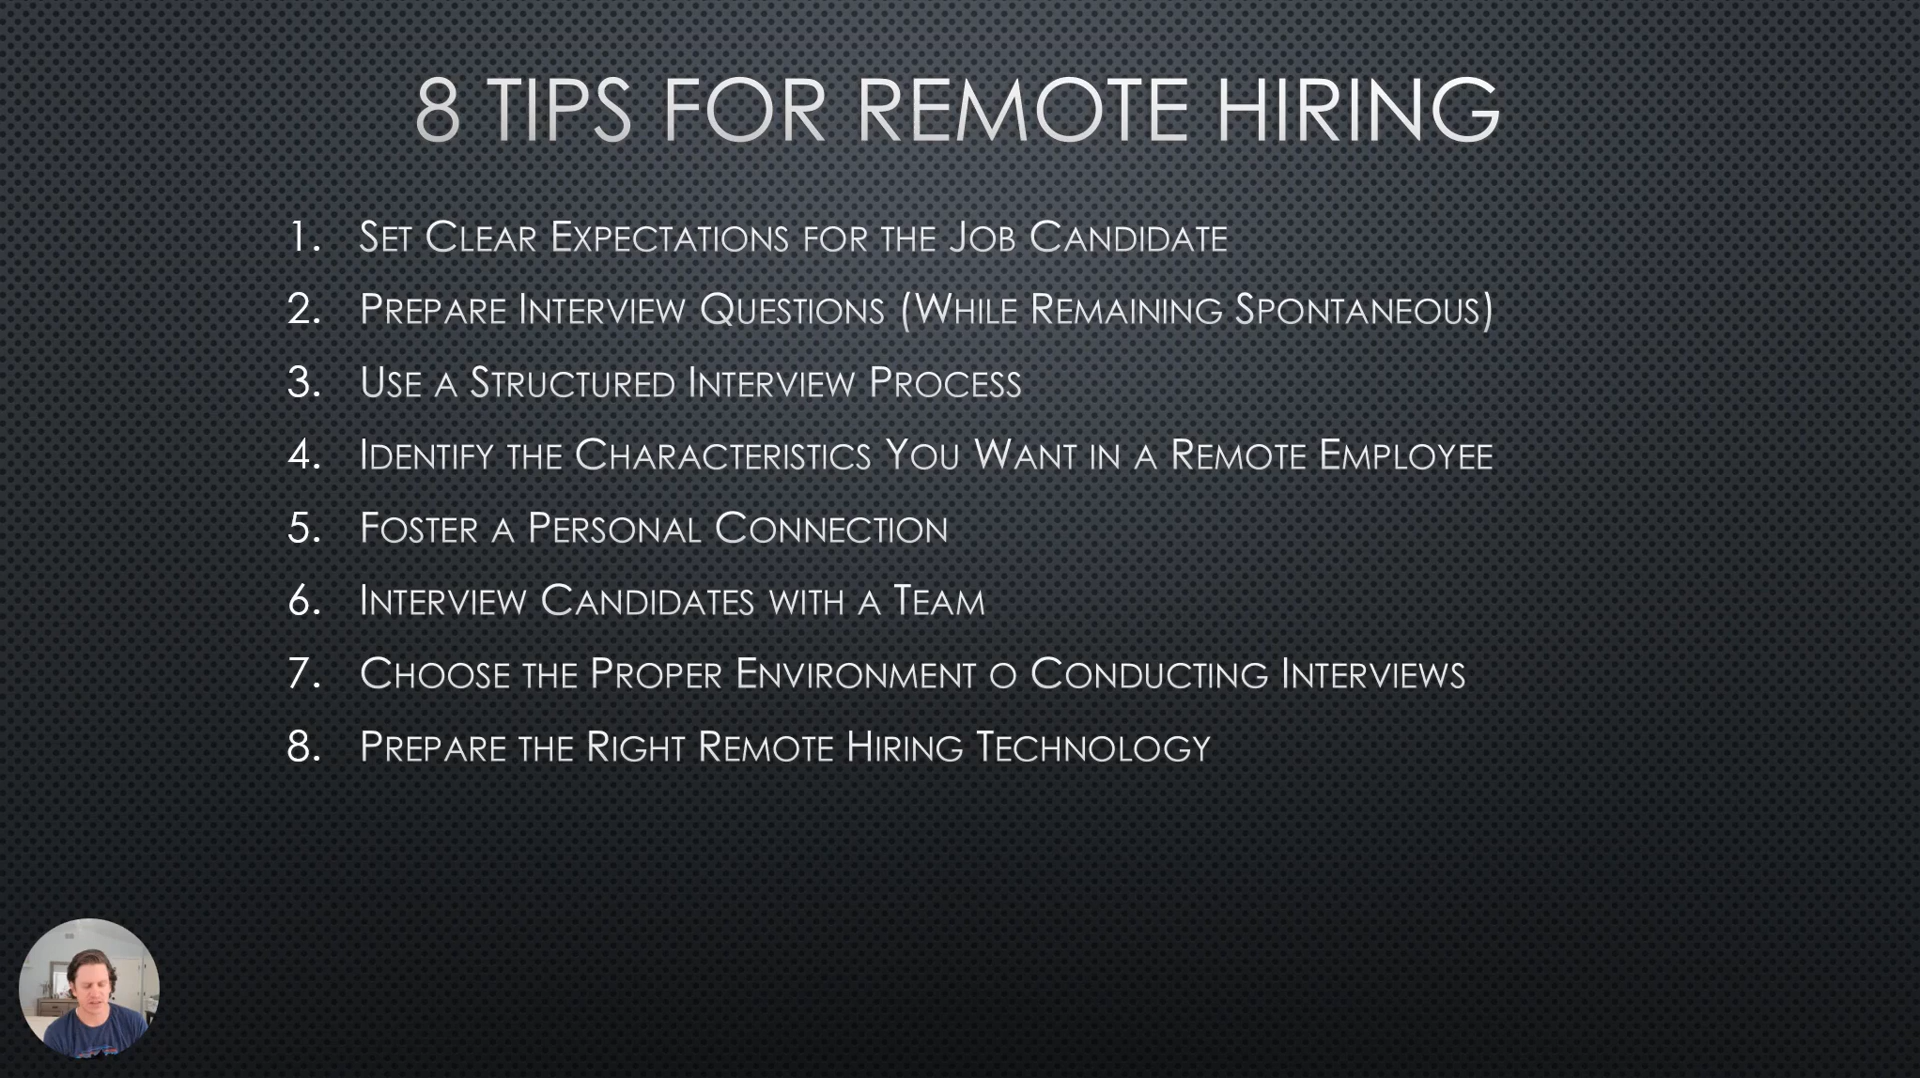 8 TIPS FOR REMOTE HIRING
1. Set Clear Expectations for the Job Candidate
2. Prepare Interview Questions (While Remaining Spontaneous)
3. Use a Structured Interview Process
4. Identify the Characteristics You Want in a Remote Employee
5. Foster a Personal Connection
6. Interview Candidates with a Team
7. Choose the Proper Environment o Conducting Interviews
8. Prepare the Right Remote Hiring Technology